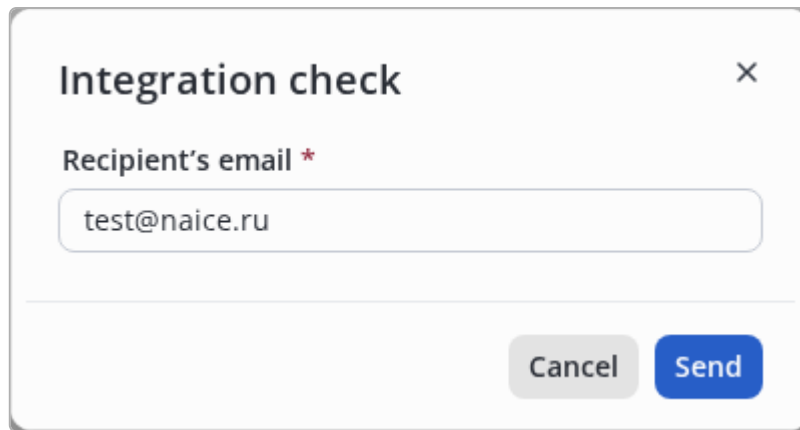 Integration check
Recipient’s email *
test@naice.ru
Cancel Send